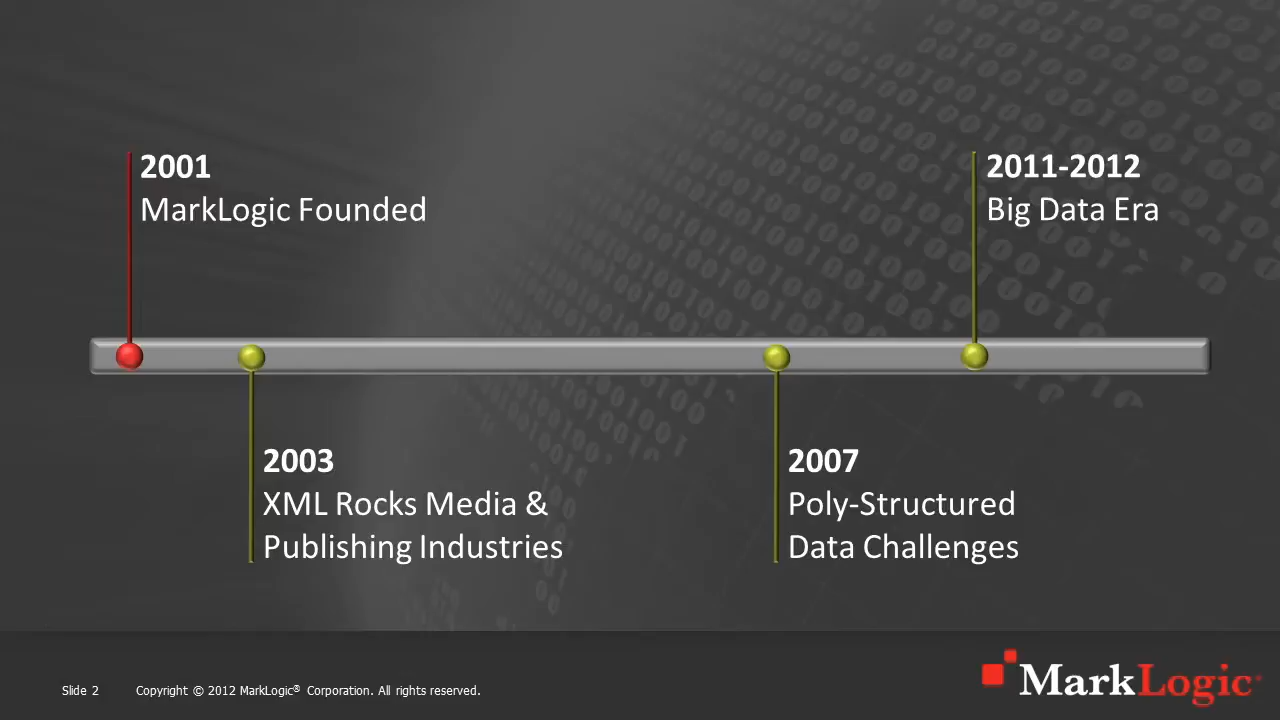 2001
MarkLogic Founded
2011-2012
Big Data Era
2003
XML Rocks Media &
Publishing Industries
2007
Poly-Structured
Data Challenges
Slide 2
Copyright © 2012 MarkLogic® Corporation. All rights reserved.
MarkLogic